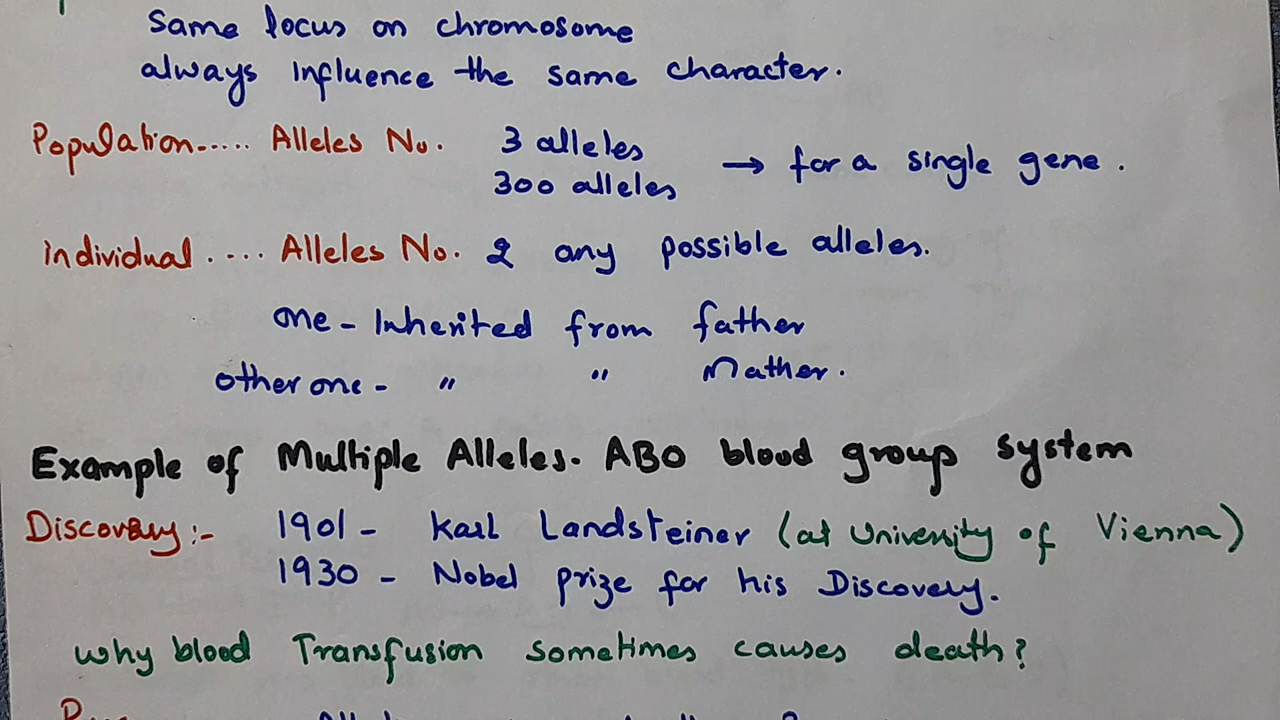 Same locus on chromosome
always influence the same character.
Population..... Alleles No. 3 alleles
300 alleles → for a single gene.
individual .... Alleles No. 2 any possible alleles.
one - Inherited from father
other one - " " Mather.
Example of Multiple Alleles. ABO blood group system
Discovery:- 1901 - Karl Landsteiner (at University of Vienna)
1930 - Nobel prize for his Discovery.
why blood Transfusion sometimes causes death?